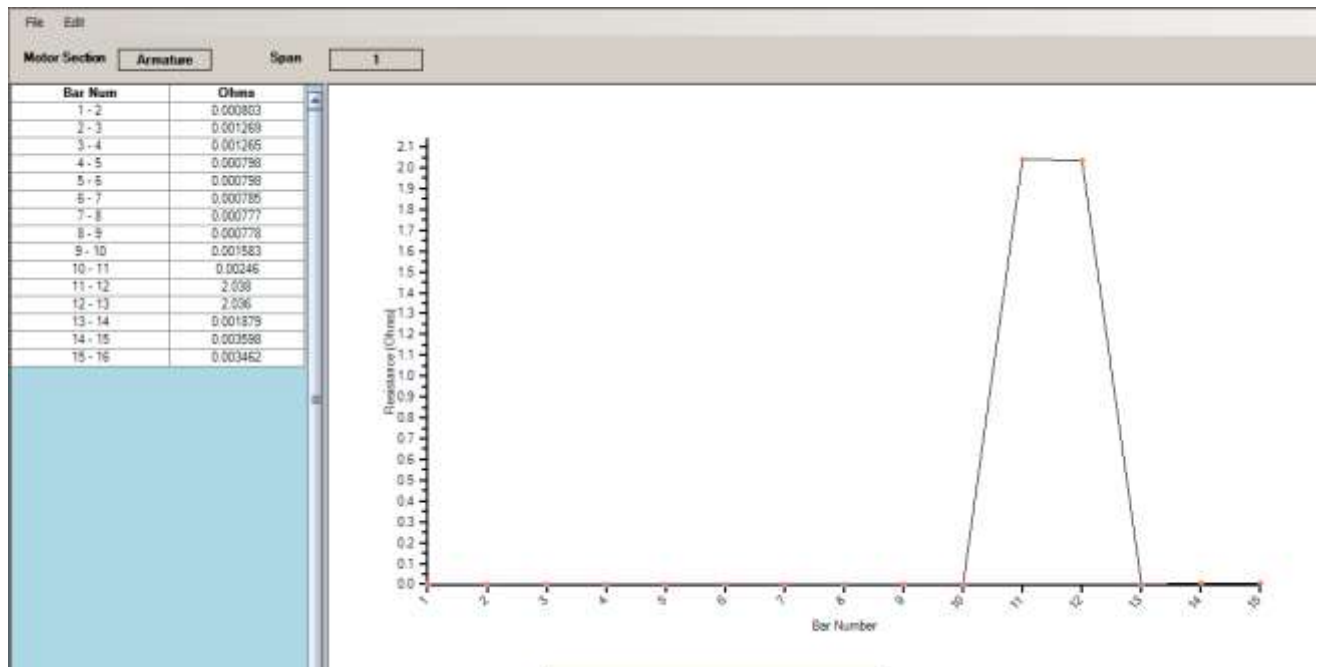 File Edit
Motor Section Armature Span 1
Bar Num Ohms
1 - 2 0.000803
2 - 3 0.001269
3 - 4 0.001265
4 - 5 0.000798
5 - 6 0.000798
6 - 7 0.000785
7 - 8 0.000777
8 - 9 0.000778
9 - 10 0.001583
10 - 11 0.00246
11 - 12 2.038
12 - 13 2.036
13 - 14 0.001879
14 - 15 0.003598
15 - 16 0.003462
Resistance (Ohms)
2.1
2.0
1.9
1.8
1.7
1.6
1.5
1.4
1.3
1.2
1.1
1.0
0.9
0.8
0.7
0.6
0.5
0.4
0.3
0.2
0.1
0.0
1 2 3 4 5 6 7 8 9 10 11 12 13 14 15
Bar Number